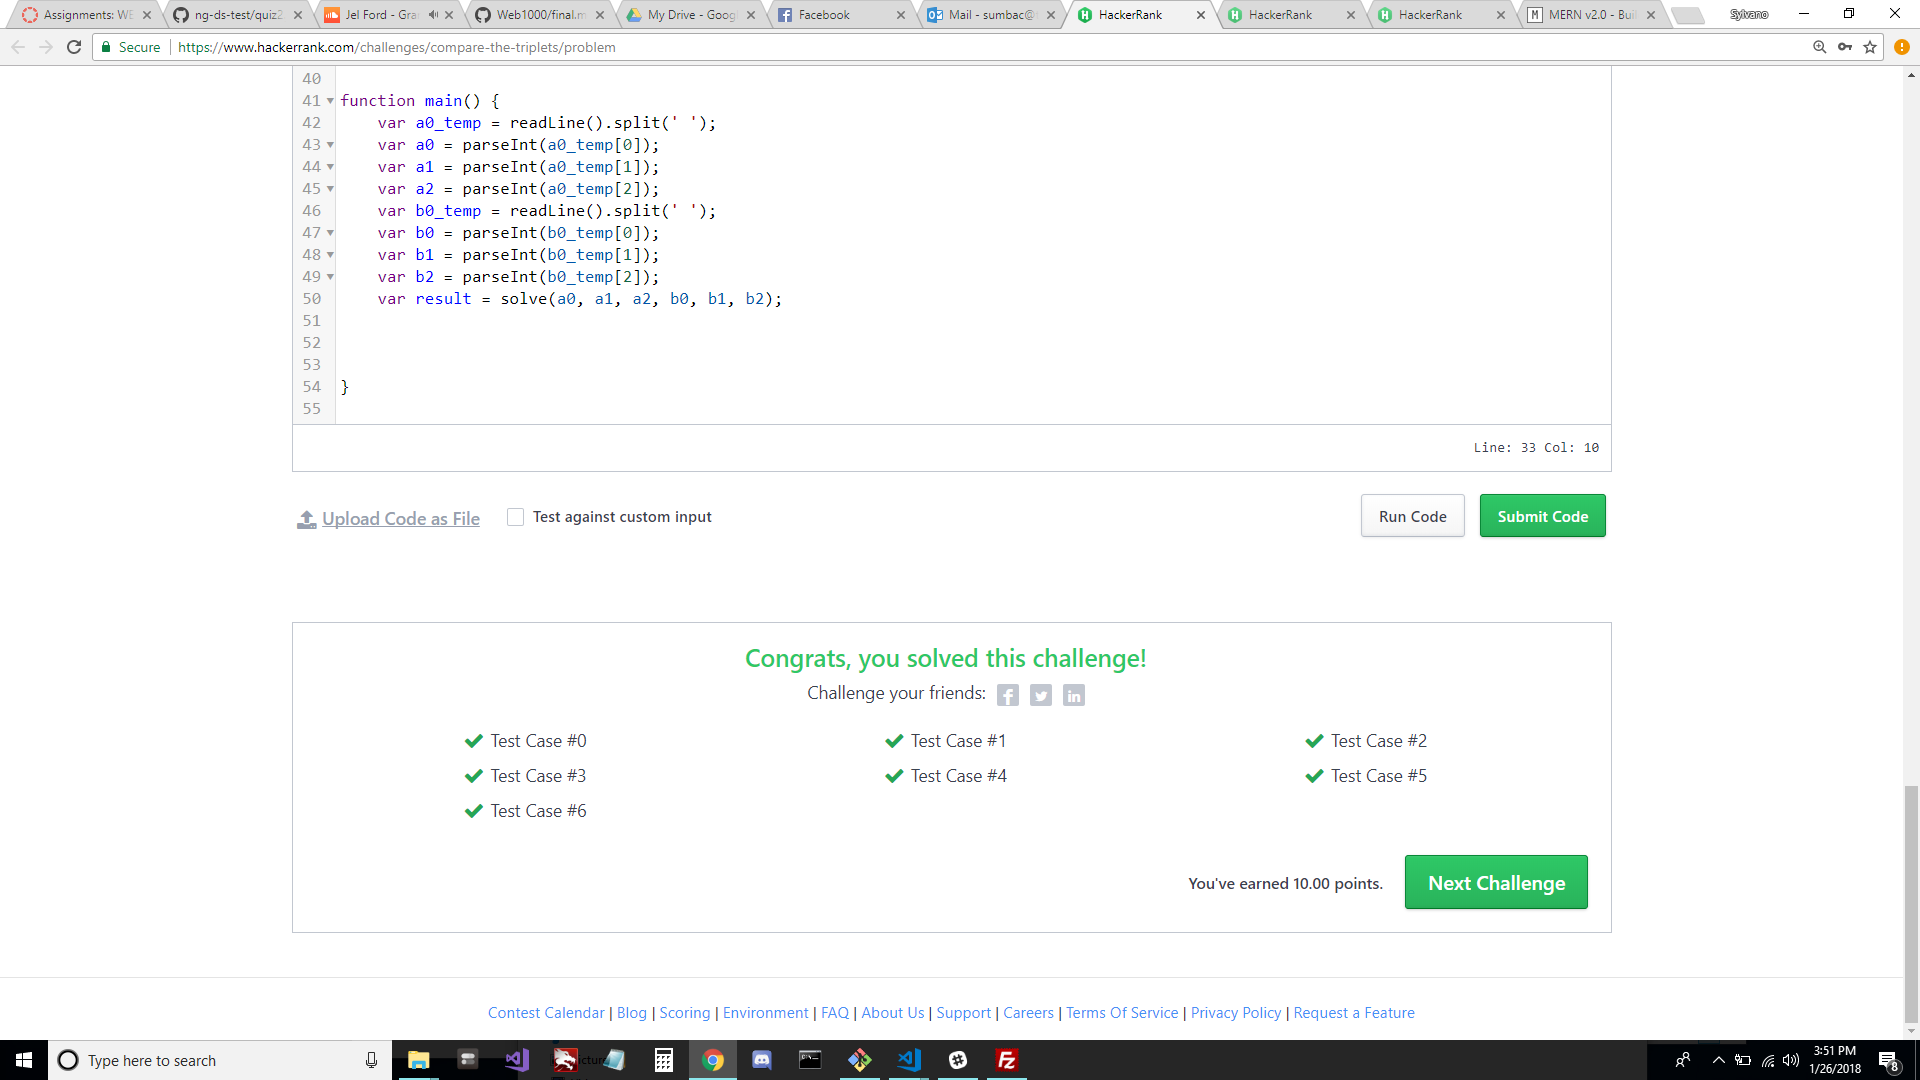 Assignments: WE
ng-ds-test/quiz2
Jel Ford - Gra
Web1000/final.m
My Drive - Goog
Facebook
Mail - sumbac@
HackerRank
HackerRank
HackerRank
MERN v2.0 - Bui
Sylvano
Secure
https://www.hackerrank.com/challenges/compare-the-triplets/problem
40
41 function main() {
42 var a0_temp = readLine().split(' ');
43 var a0 = parseInt(a0_temp[0]);
44 var a1 = parseInt(a0_temp[1]);
45 var a2 = parseInt(a0_temp[2]);
46 var b0_temp = readLine().split(' ');
47 var b0 = parseInt(b0_temp[0]);
48 var b1 = parseInt(b0_temp[1]);
49 var b2 = parseInt(b0_temp[2]);
50 var result = solve(a0, a1, a2, b0, b1, b2);
51
52
53
54 }
55
Line: 33 Col: 10
Upload Code as File
Test against custom input
Run Code
Submit Code
Congrats, you solved this challenge!
Challenge your friends:
Test Case #0
Test Case #1
Test Case #2
Test Case #3
Test Case #4
Test Case #5
Test Case #6
You've earned 10.00 points.
Next Challenge
Contest Calendar | Blog | Scoring | Environment | FAQ | About Us | Support | Careers | Terms Of Service | Privacy Policy | Request a Feature
Type here to search
3:51 PM
1/26/2018
8